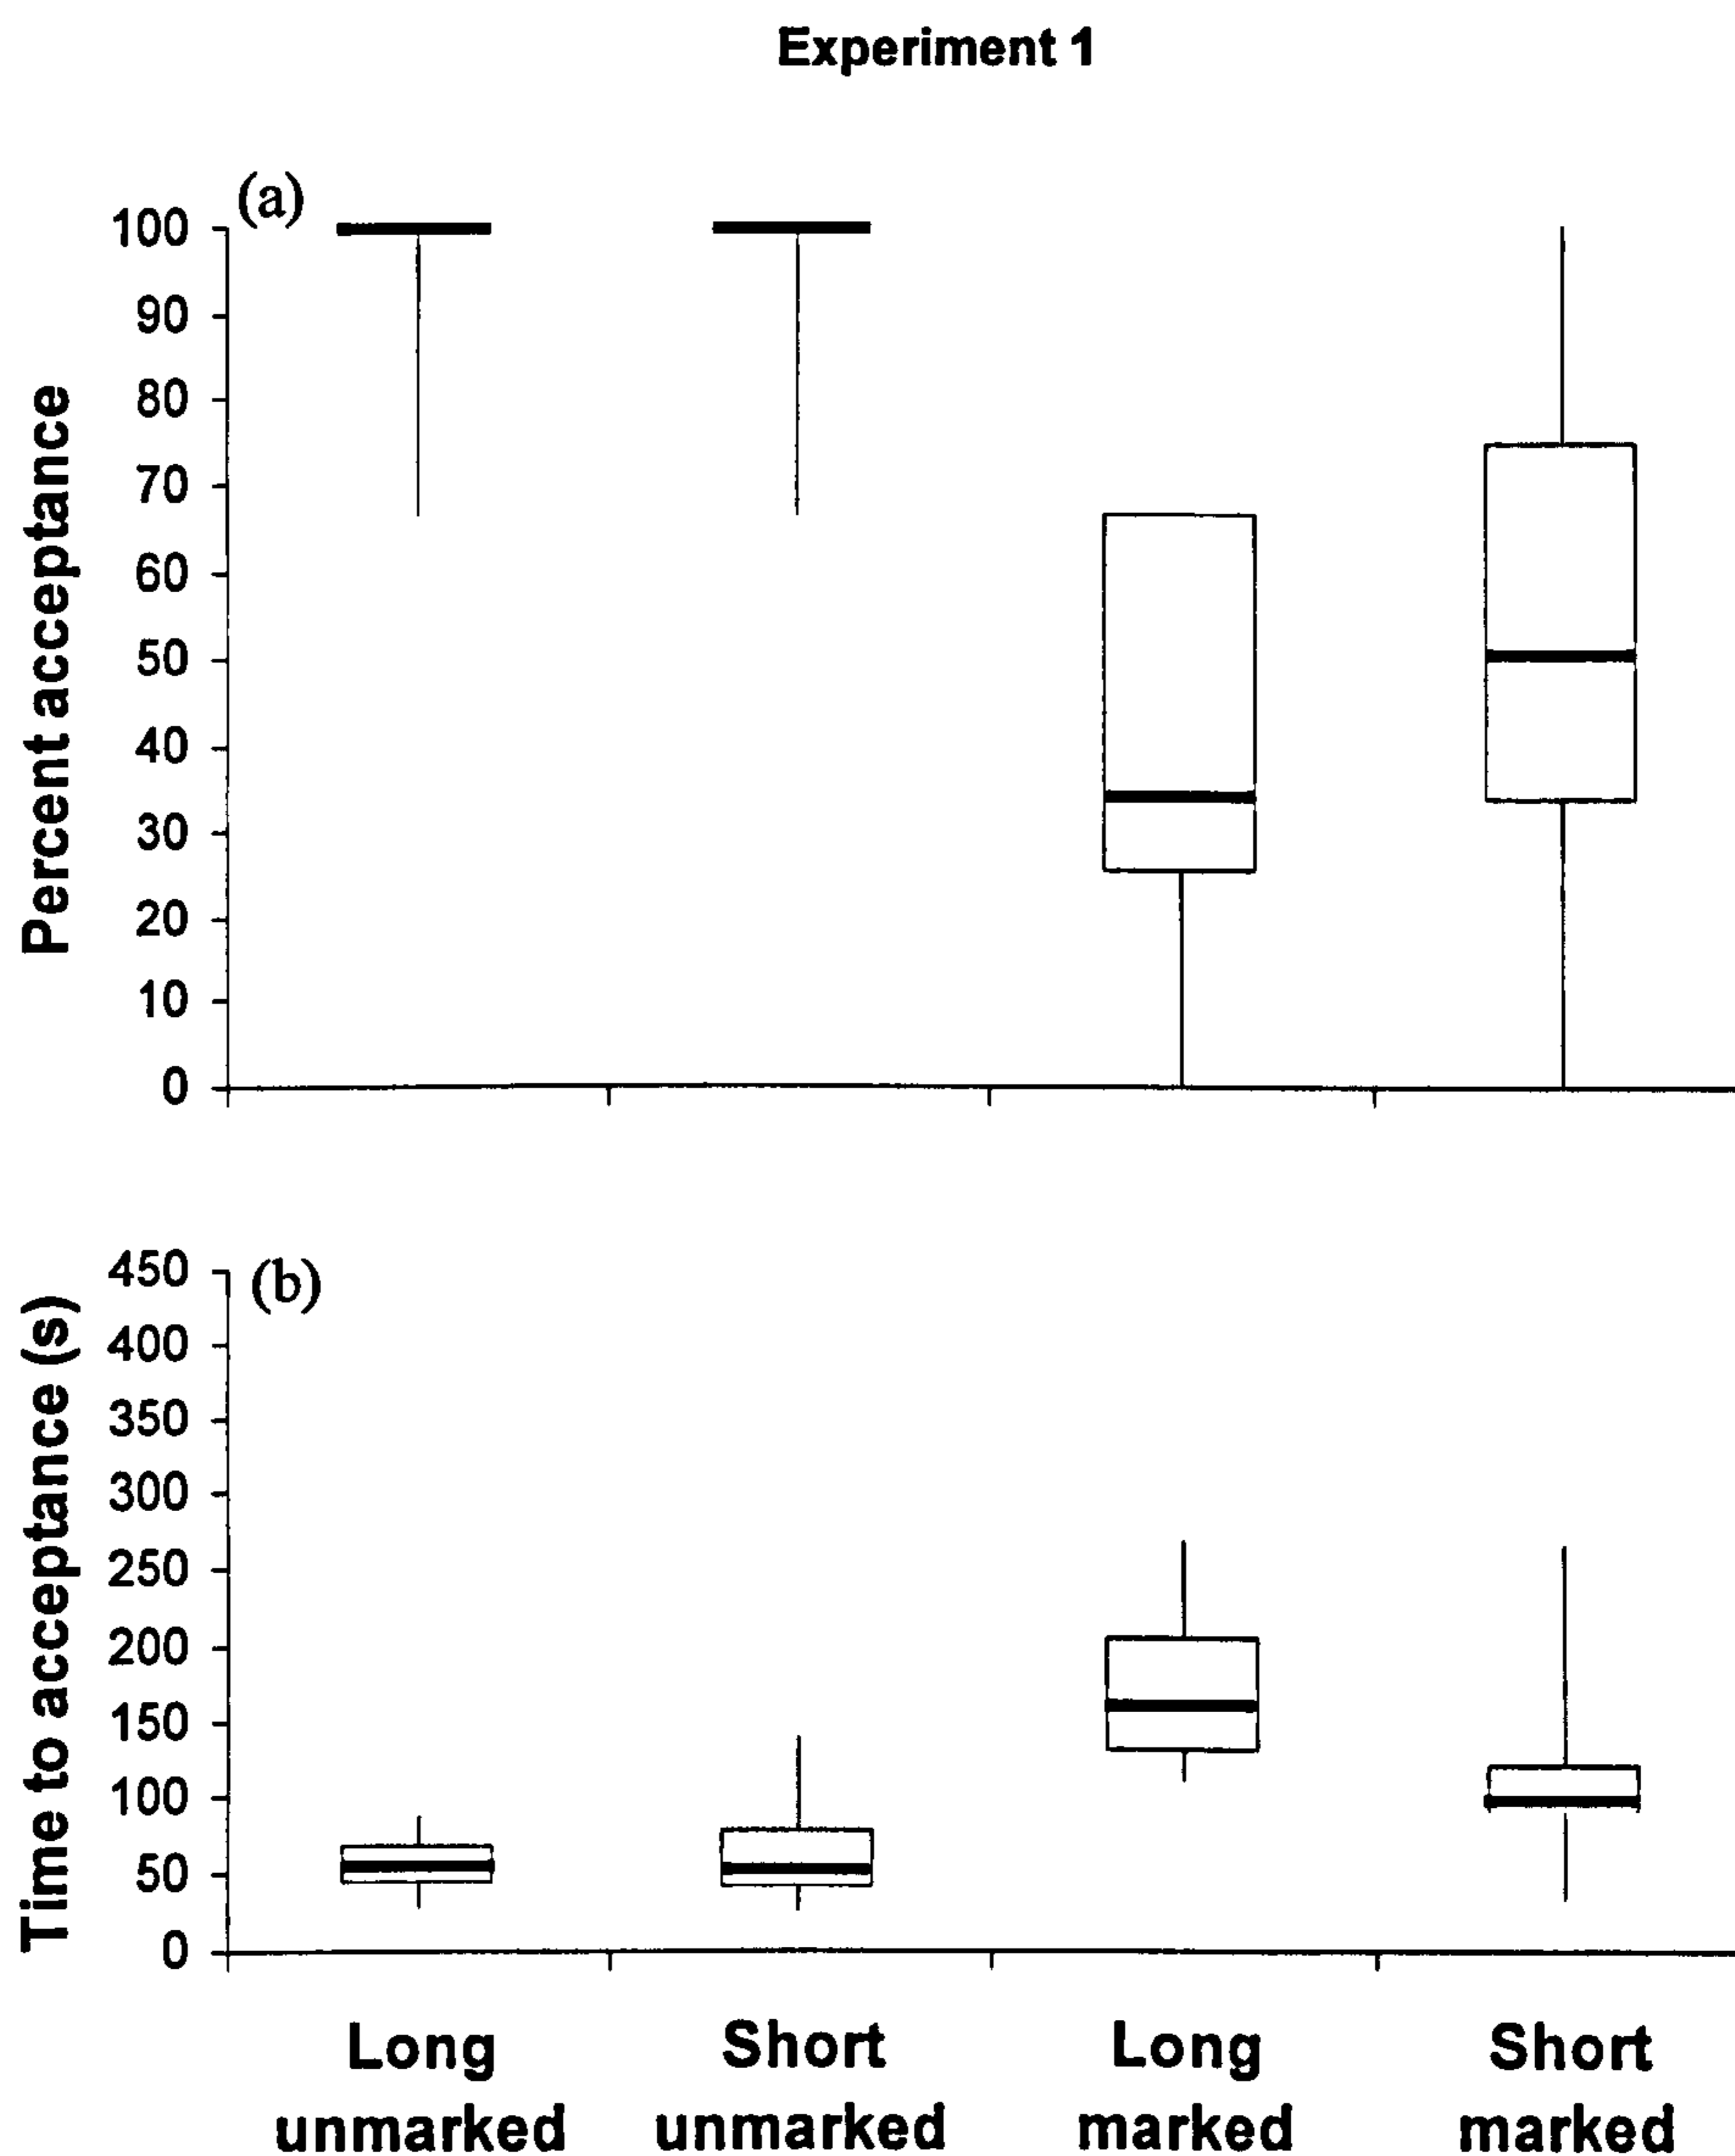 Experiment 1
(a)
Percent acceptance
100
90
80
70
60
50
40
30
20
10
0
(b)
Time to acceptance (s)
450
400
350
300
250
200
150
100
50
0
Long unmarked
Short unmarked
Long marked
Short marked